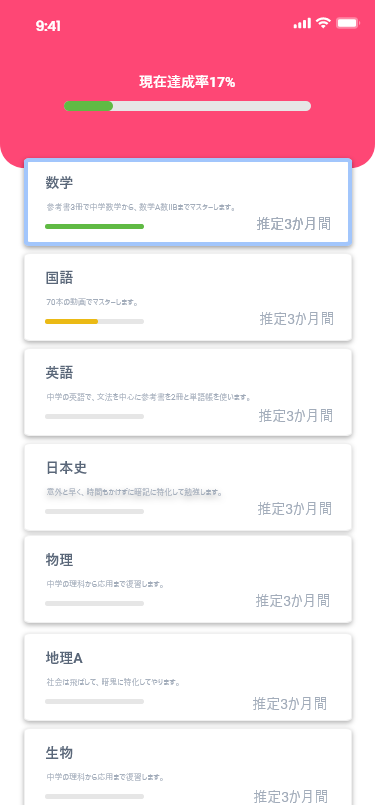 9:41
現在達成率17%
数学
参考書3冊で中学数学から、数学A数IIBまでマスターします。
推定3か月間
国語
70本の動画でマスターします。
推定3か月間
英語
中学の英語で、文法を中心に参考書を2冊と単語帳を使います。
推定3か月間
日本史
意外と早く、時間もかけずに暗記に特化して勉強します。
推定3か月間
物理
中学の理科から応用まで復習します。
推定3か月間
地理A
社会は飛ばして、暗鬼に特化してやります。
推定3か月間
生物
中学の理科から応用まで復習します。
推定3か月間